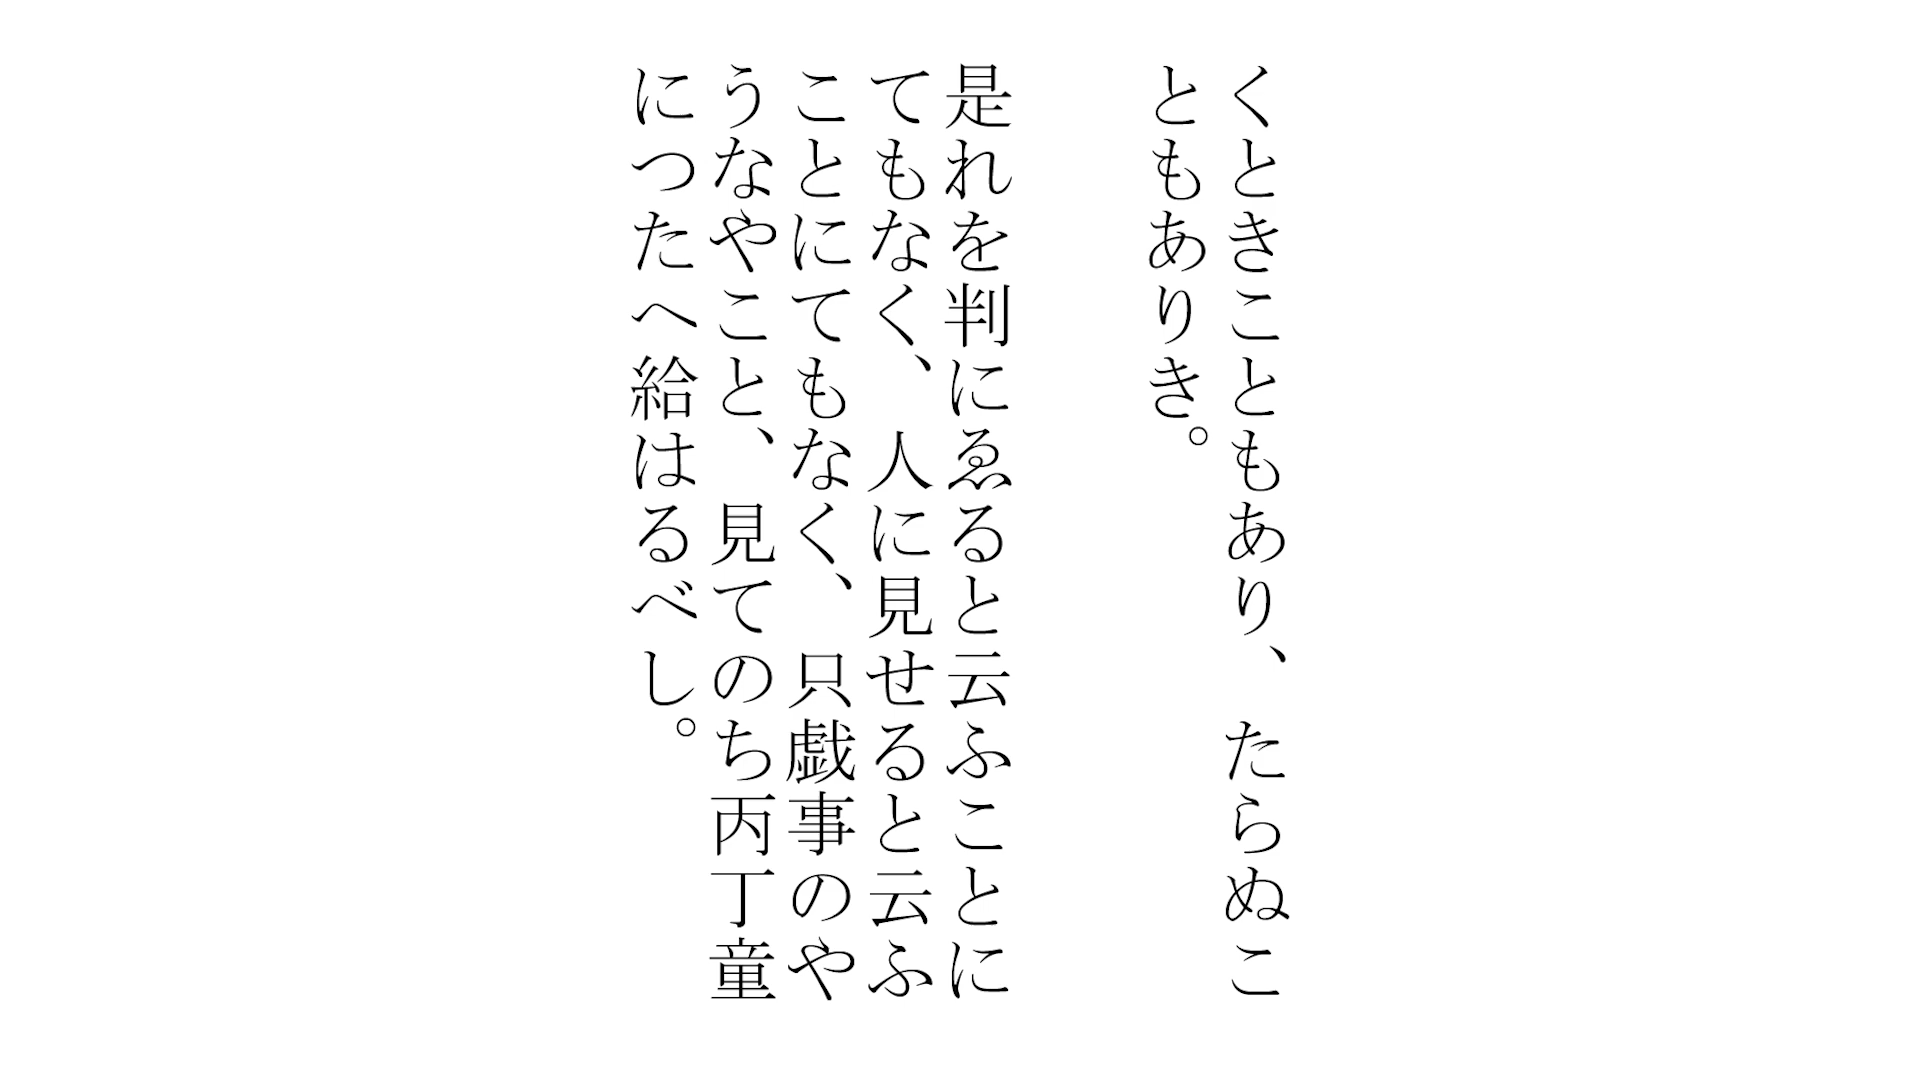 くときこともあり、たらぬこ
ともありき。
是れを判にゑると云ふことに
てもなく、人に見せると云ふ
ことにてもなく、只戯事のや
うなやこと、見てのち丙丁童
につたへ給はるべし。